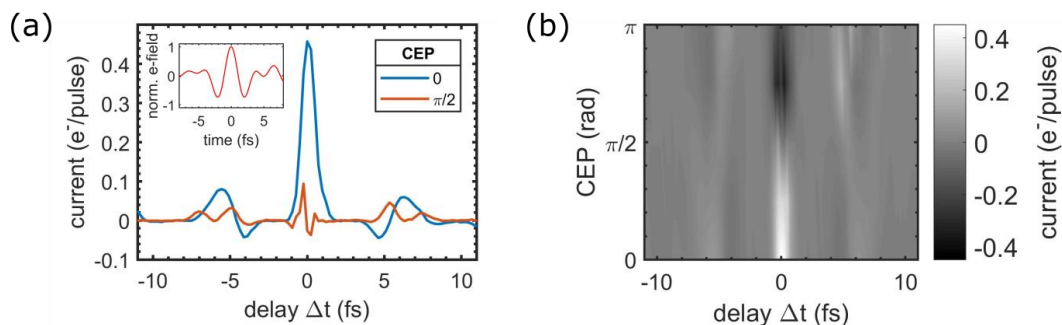 (a)
norm. e-field
1
0
-1
-5 0 5
time (fs)
CEP
0
π/2
current (e⁻/pulse)
0.4
0.3
0.2
0.1
0
-0.1
-10 -5 0 5 10
delay Δt (fs)
(b)
CEP (rad)
π
π/2
0
-10 0 10
delay Δt (fs)
0.4
0.2
0
-0.2
-0.4
current (e⁻/pulse)